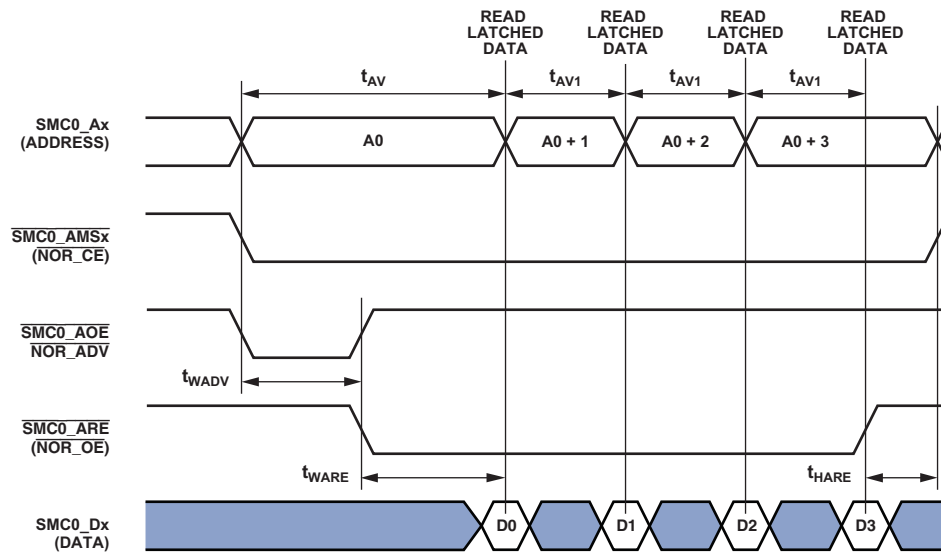 READ LATCHED DATA
READ LATCHED DATA
READ LATCHED DATA
READ LATCHED DATA
tAV
tAV1
tAV1
tAV1
SMC0_Ax
(ADDRESS)
A0
A0 + 1
A0 + 2
A0 + 3
SMC0_AMSx
(NOR_CE)
SMC0_AOE
NOR_ADV
tWADV
SMC0_ARE
(NOR_OE)
tWARE
tHARE
SMC0_Dx
(DATA)
D0
D1
D2
D3